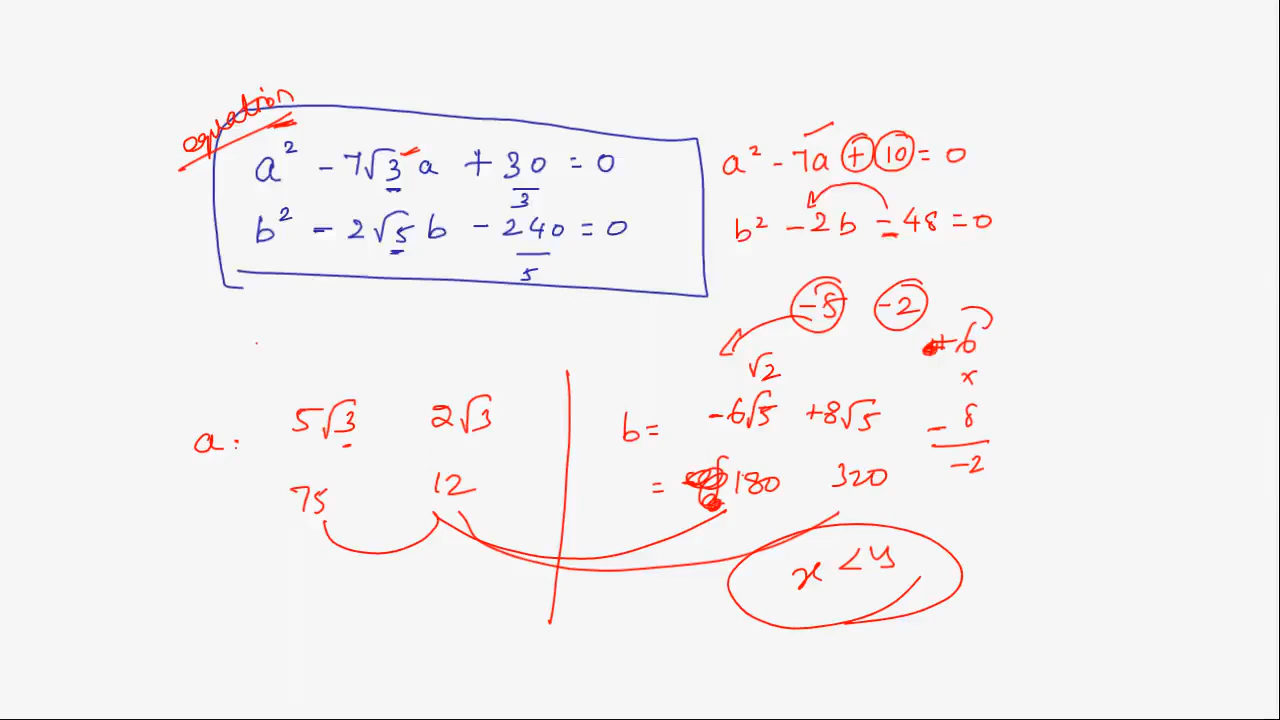 equation
a² - 7√3 a + 30 = 0
3
b² - 2√5 b - 240 = 0
5
a² - 7a + 10 = 0
b² - 2b - 48 = 0
-5 -2
+6
x
- 8
-2
√2
a: 5√3 2√3
75 12
b = -6√5 +8√5
= 180 320
x < y